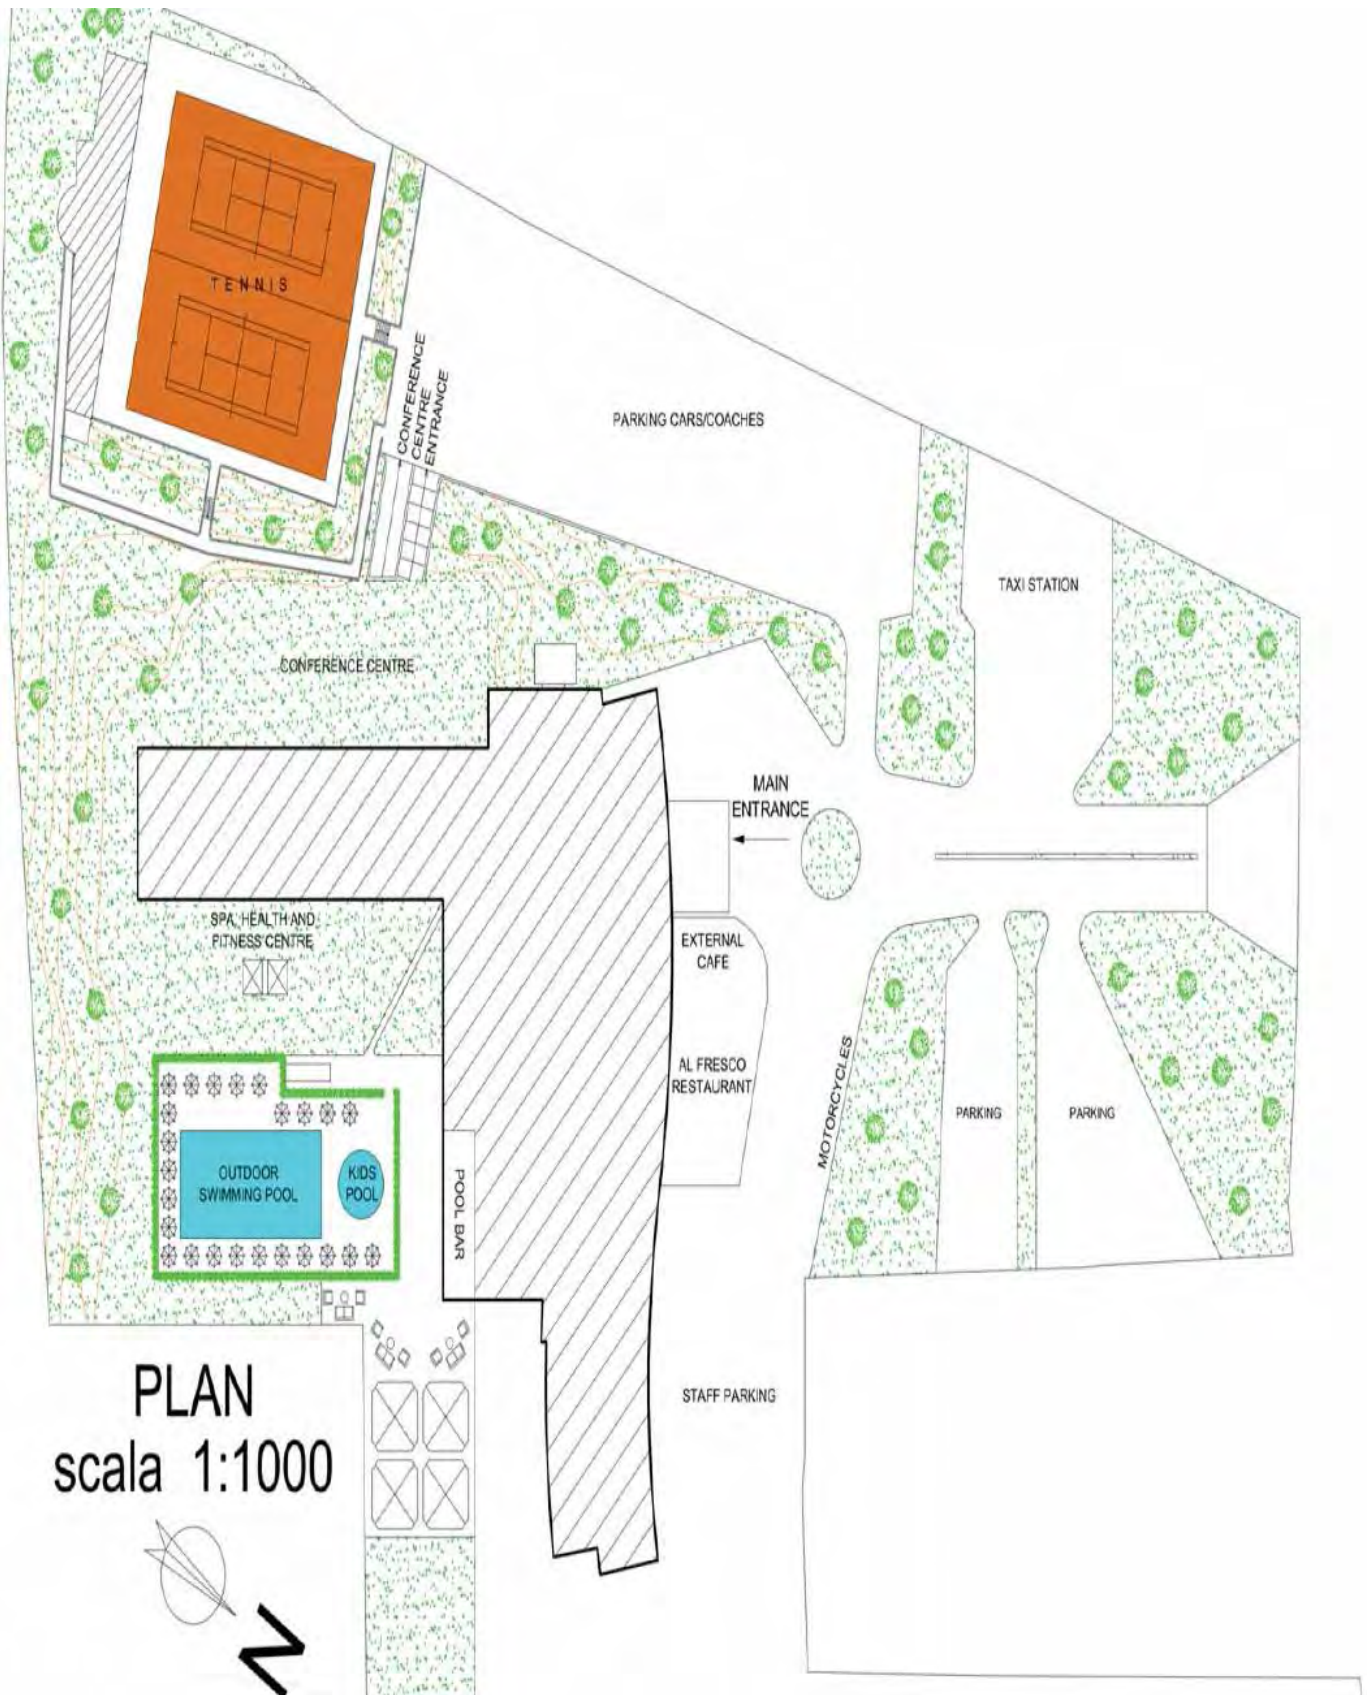 TENNIS
CONFERENCE
CENTRE
ENTRANCE
PARKING CARS/COACHES
TAXI STATION
CONFERENCE CENTRE
MAIN
ENTRANCE
SPA, HEALTH AND
FITNESS CENTRE
EXTERNAL
CAFE
AL FRESCO
RESTAURANT
MOTORCYCLES
PARKING
PARKING
OUTDOOR
SWIMMING POOL
KIDS
POOL
POOL BAR
STAFF PARKING
PLAN
scala 1:1000
N